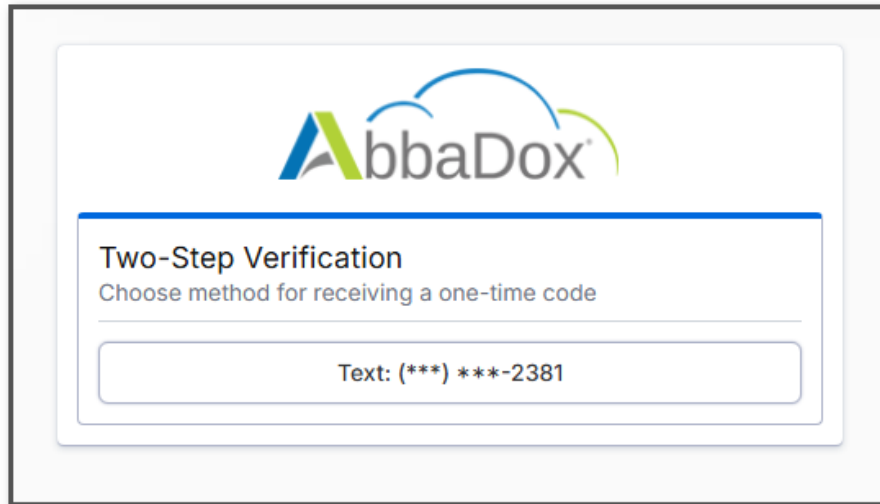 AbbaDox®
Two-Step Verification
Choose method for receiving a one-time code
Text: (***) ***-2381